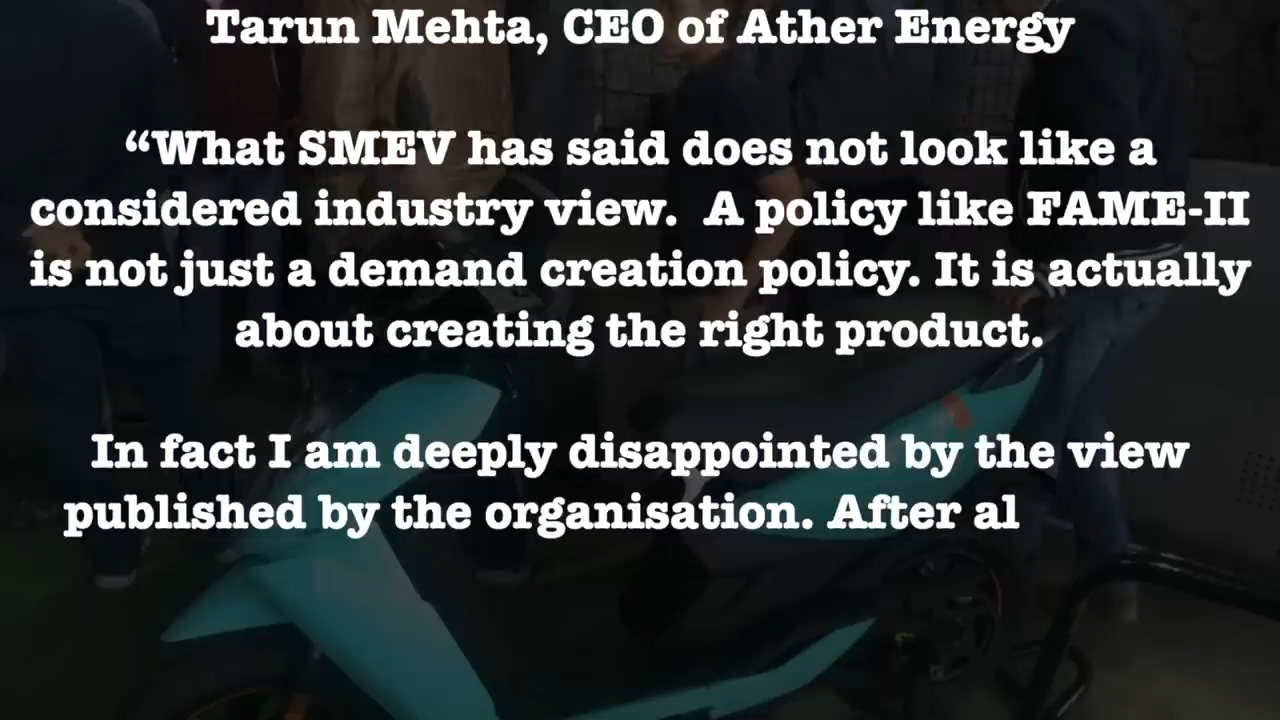 Tarun Mehta, CEO of Ather Energy
“What SMEV has said does not look like a
considered industry view.  A policy like FAME-II
is not just a demand creation policy. It is actually
about creating the right product.
In fact I am deeply disappointed by the view
published by the organisation. After al